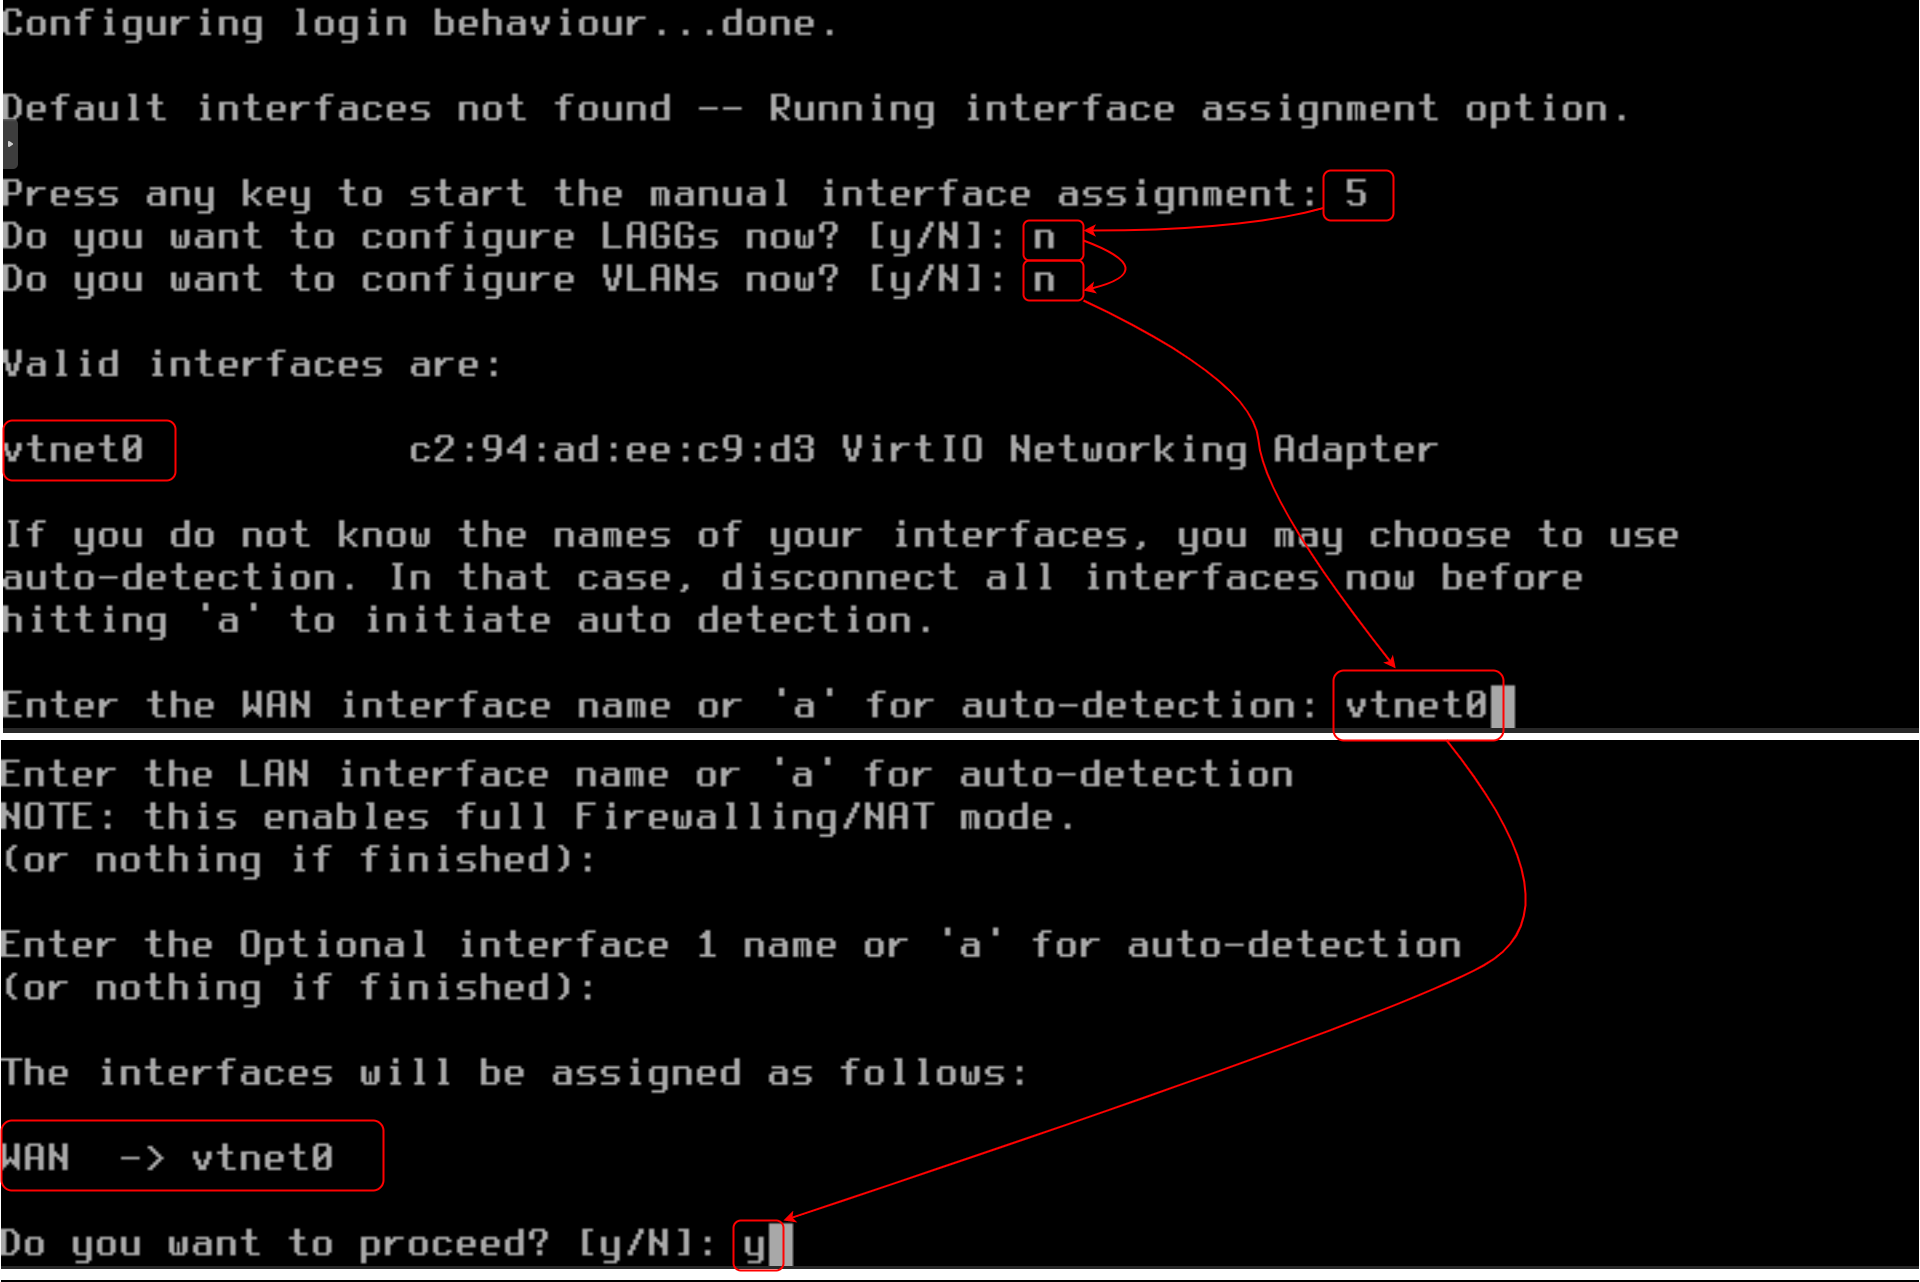 Configuring login behaviour...done.
Default interfaces not found -- Running interface assignment option.
Press any key to start the manual interface assignment: 5
Do you want to configure LAGGs now? [y/N]: n
Do you want to configure VLANs now? [y/N]: n
Valid interfaces are:
vtnet0 c2:94:ad:ee:c9:d3 VirtIO Networking Adapter
If you do not know the names of your interfaces, you may choose to use
auto-detection. In that case, disconnect all interfaces now before
hitting 'a' to initiate auto detection.
Enter the WAN interface name or 'a' for auto-detection: vtnet0
Enter the LAN interface name or 'a' for auto-detection
NOTE: this enables full Firewalling/NAT mode.
(or nothing if finished):
Enter the Optional interface 1 name or 'a' for auto-detection
(or nothing if finished):
The interfaces will be assigned as follows:
WAN -> vtnet0
Do you want to proceed? [y/N]: y